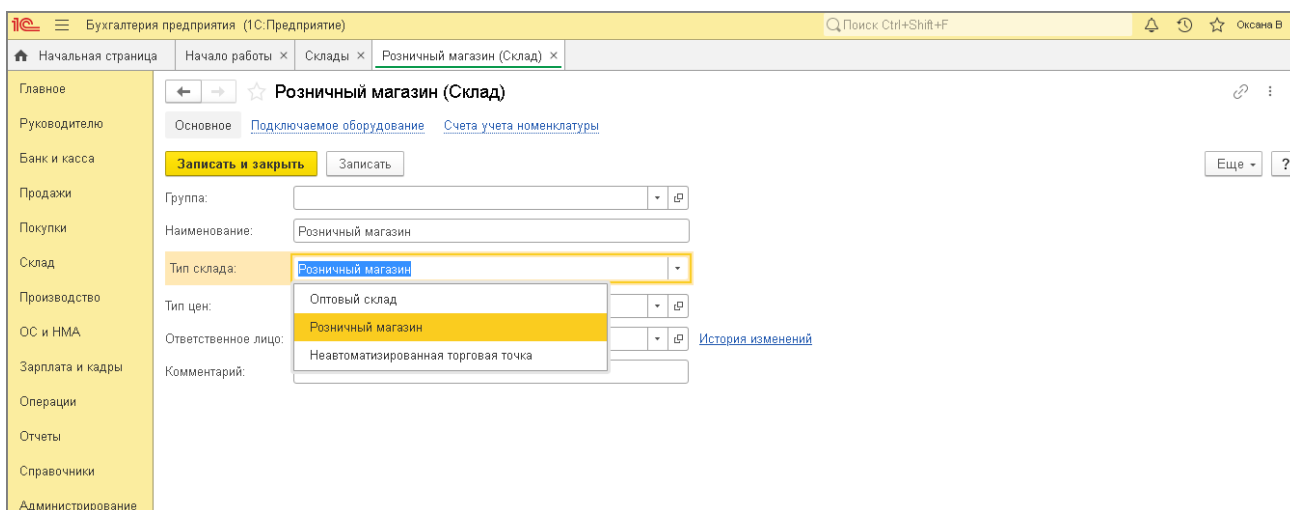 1С Бухгалтерия предприятия (1С:Предприятие) Поиск Ctrl+Shift+F Оксана В
Начальная страница Начало работы × Склады × Розничный магазин (Склад) ×
Главное
Руководителю
Банк и касса
Продажи
Покупки
Склад
Производство
ОС и НМА
Зарплата и кадры
Операции
Отчеты
Справочники
Администрирование
Розничный магазин (Склад)
Основное Подключаемое оборудование Счета учета номенклатуры
Записать и закрыть Записать Еще ?
Группа:
Наименование: Розничный магазин
Тип склада: Розничный магазин
Оптовый склад
Тип цен:
Розничный магазин
Ответственное лицо: История изменений
Неавтоматизированная торговая точка
Комментарий: